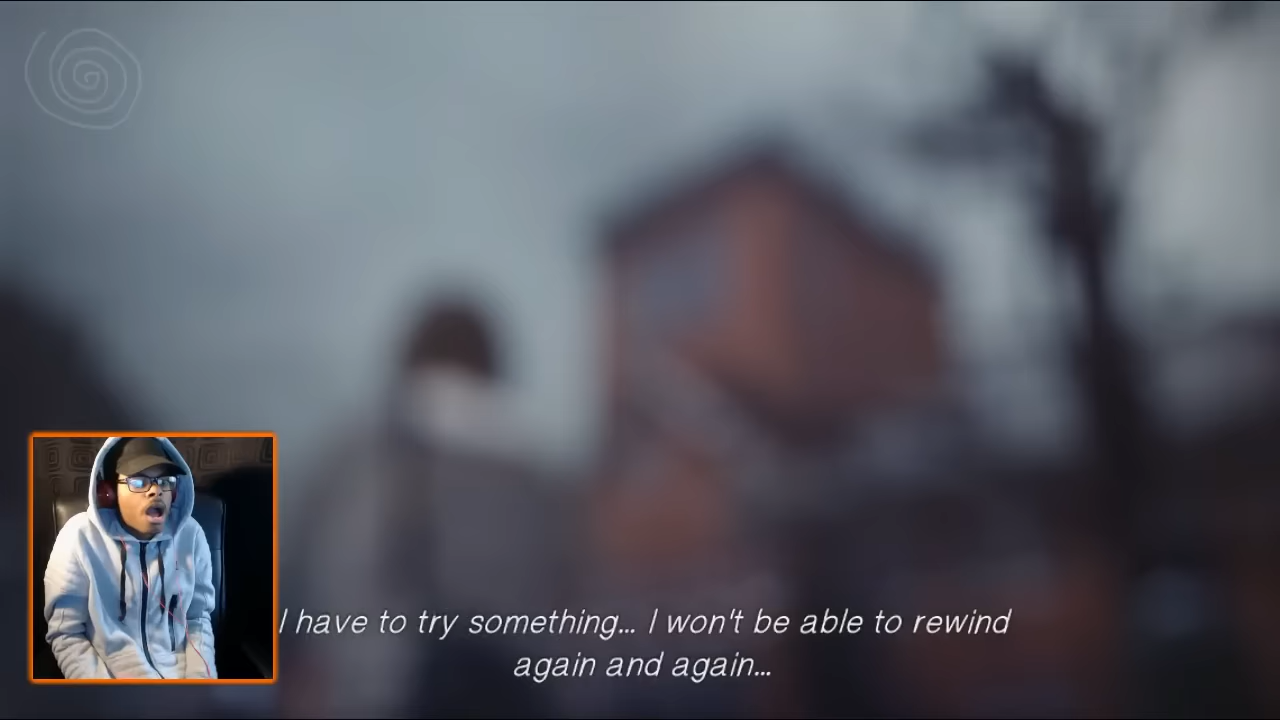 I have to try something... I won't be able to rewind
again and again...